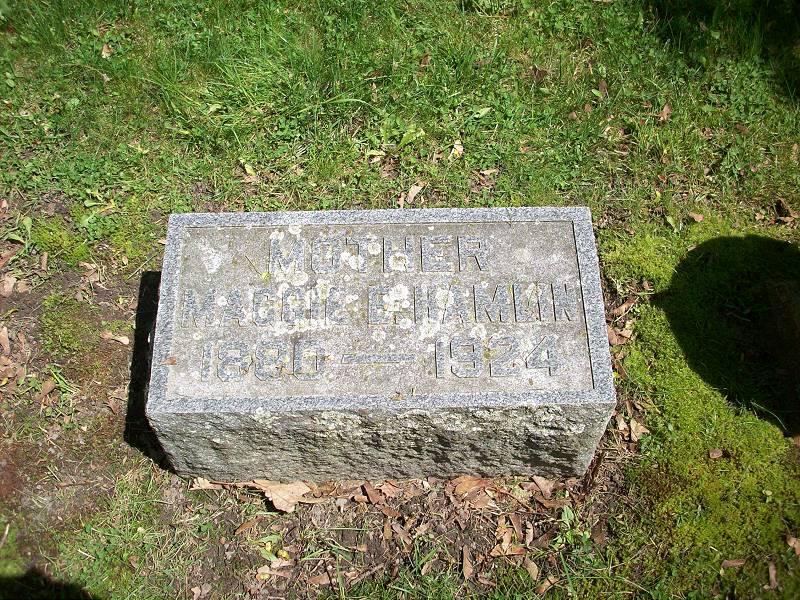 MOTHER
MAGGIE E. HAMLIN
1880 — 1924